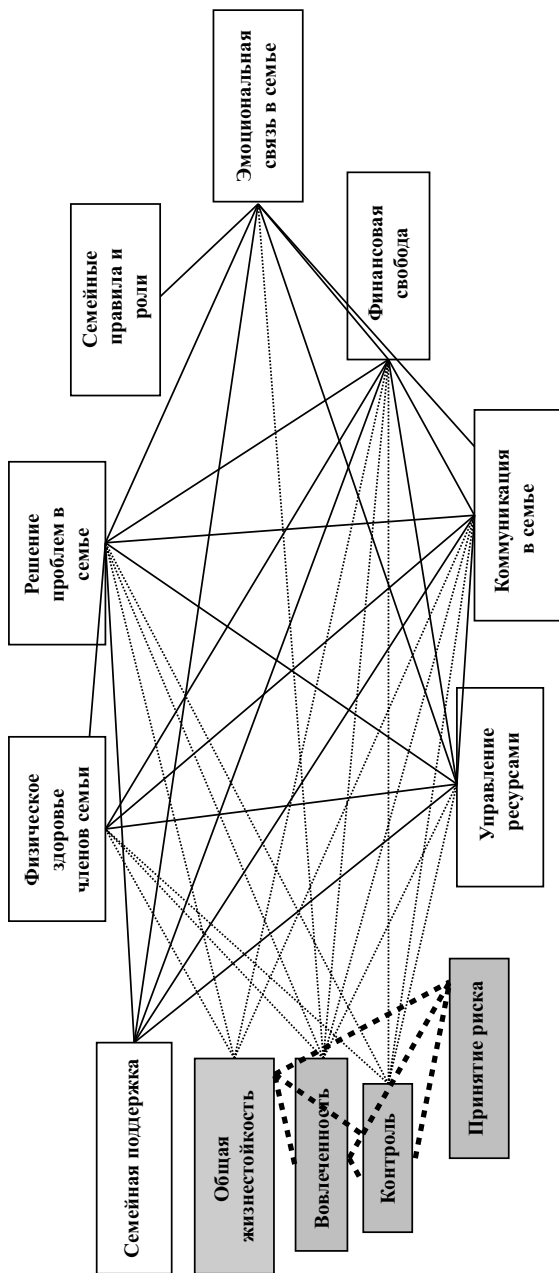 Семейная поддержка
Физическое
здоровье
членов семьи
Решение
проблем в
семье
Семейные
правила и
роли
Эмоциональная
связь в семье
Финансовая
свобода
Коммуникация
в семье
Управление
ресурсами
Общая
жизнестойкость
Вовлеченность
Контроль
Принятие риска